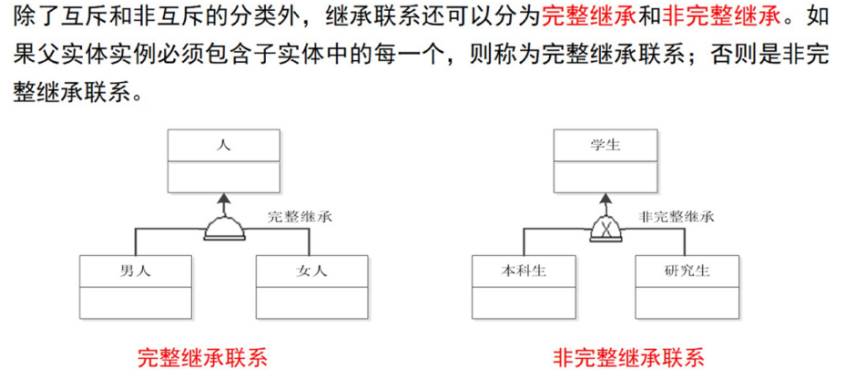 除了互斥和非互斥的分类外，继承联系还可以分为完整继承和非完整继承。如
果父实体实例必须包含子实体中的每一个，则称为完整继承联系；否则是非完
整继承联系。
人
学生
完整继承
非完整继承
男人
女人
本科生
研究生
完整继承联系
非完整继承联系